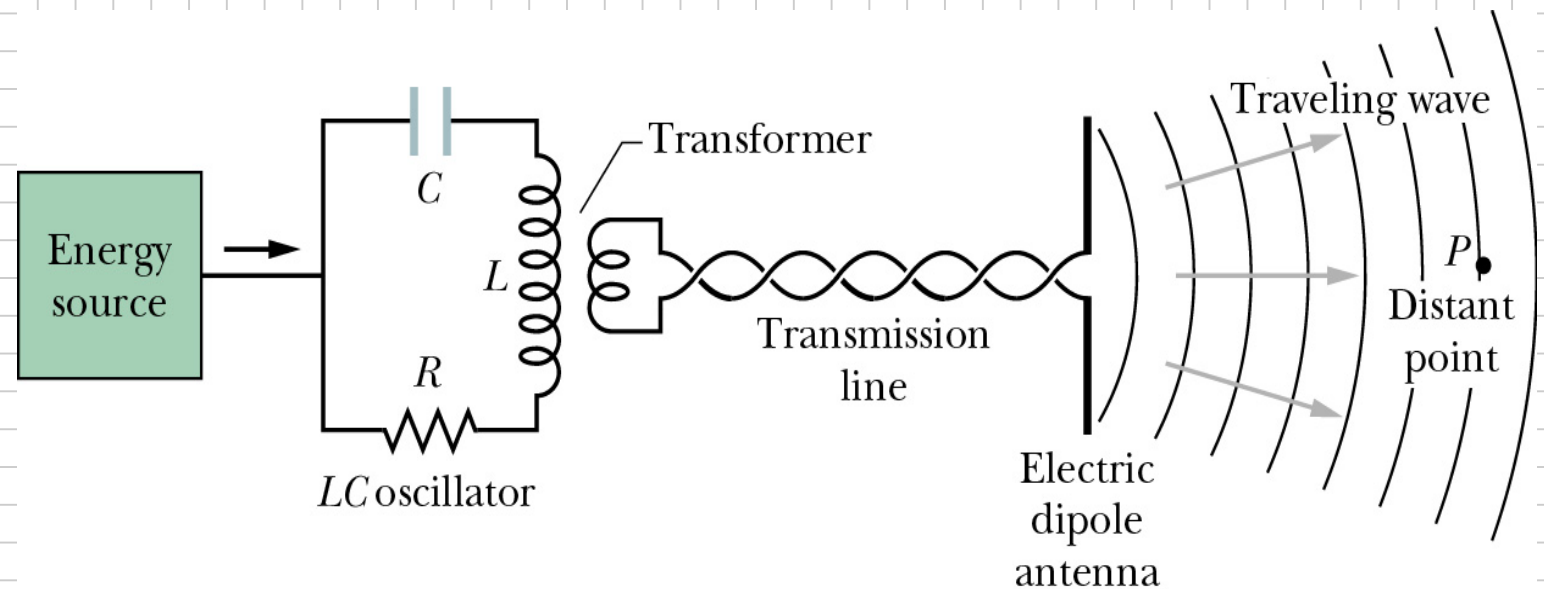 Traveling wave
Transformer
C
Energy
source
L
P
Distant
point
Transmission
line
R
LC oscillator
Electric
dipole
antenna